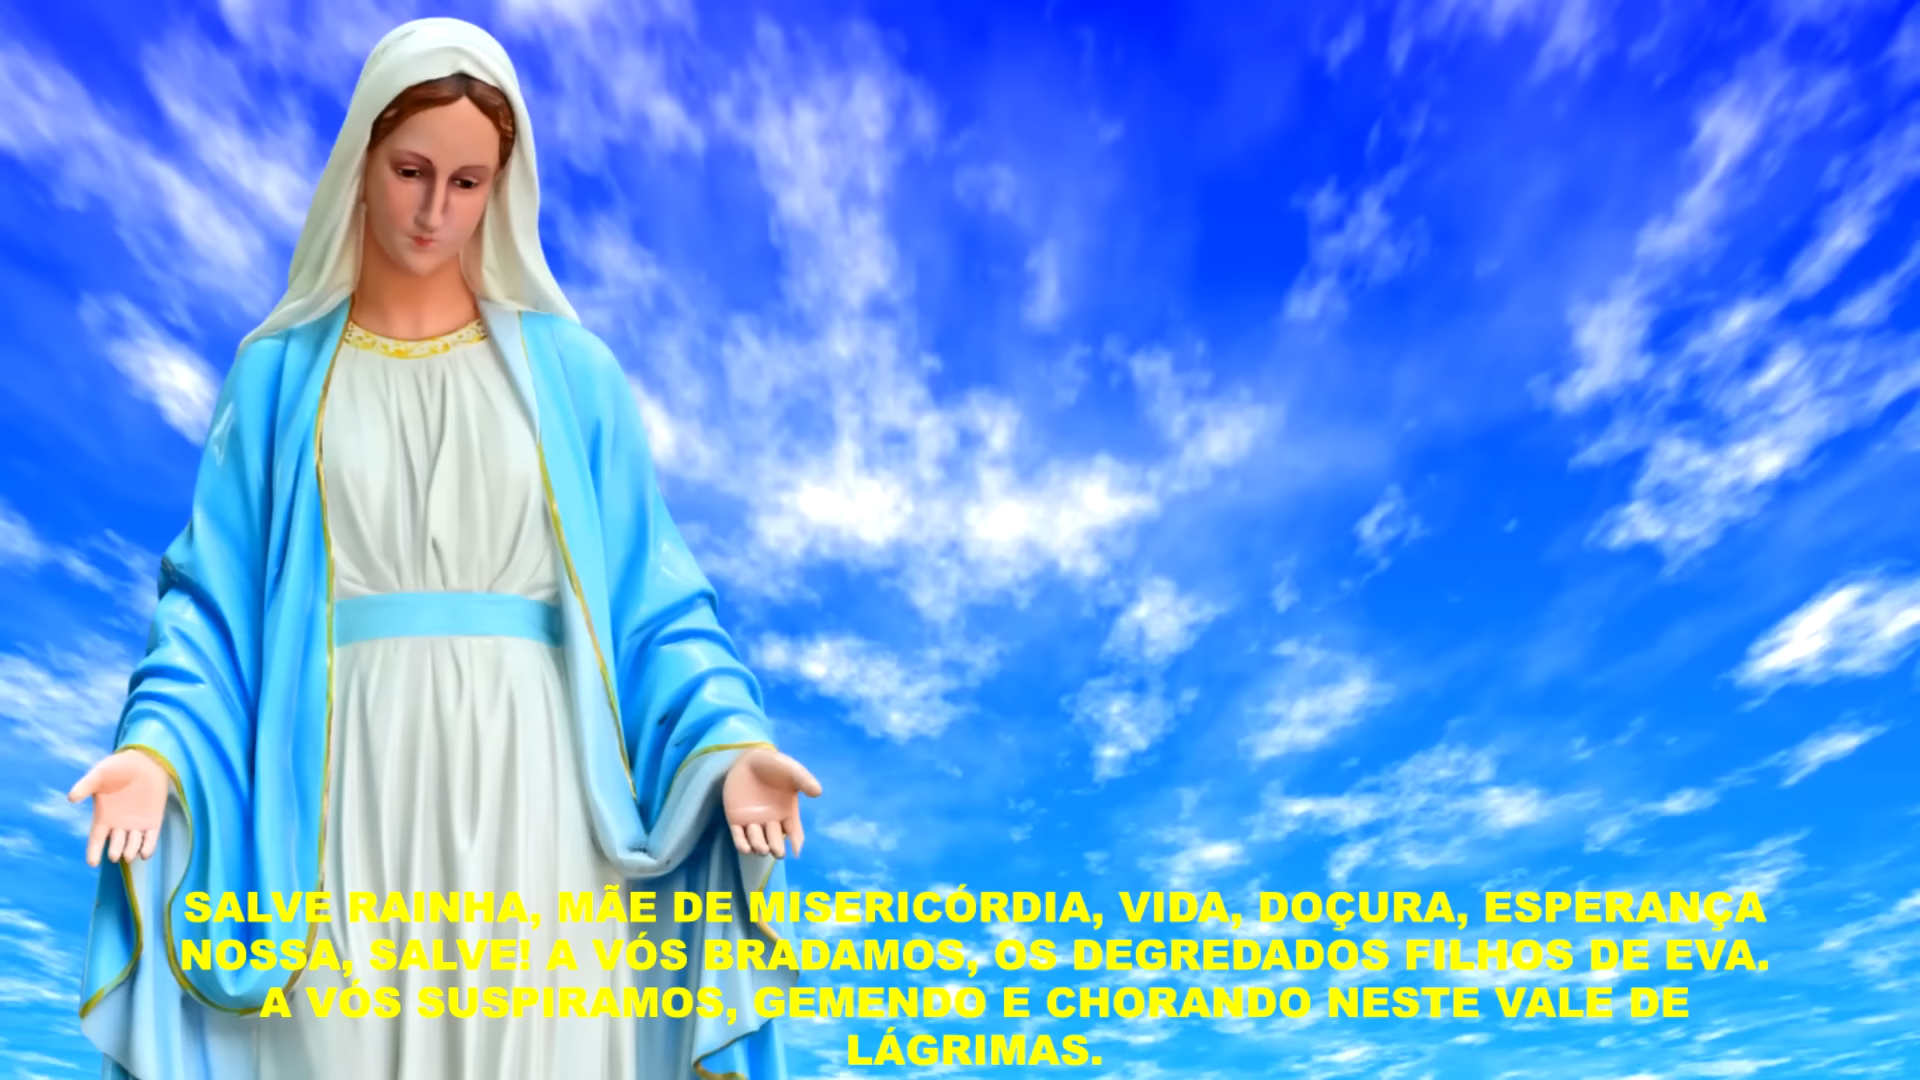 SALVE RAINHA, MÃE DE MISERICÓRDIA, VIDA, DOÇURA, ESPERANÇA
NOSSA, SALVE! A VÓS BRADAMOS, OS DEGREDADOS FILHOS DE EVA.
A VÓS SUSPIRAMOS, GEMENDO E CHORANDO NESTE VALE DE
LÁGRIMAS.